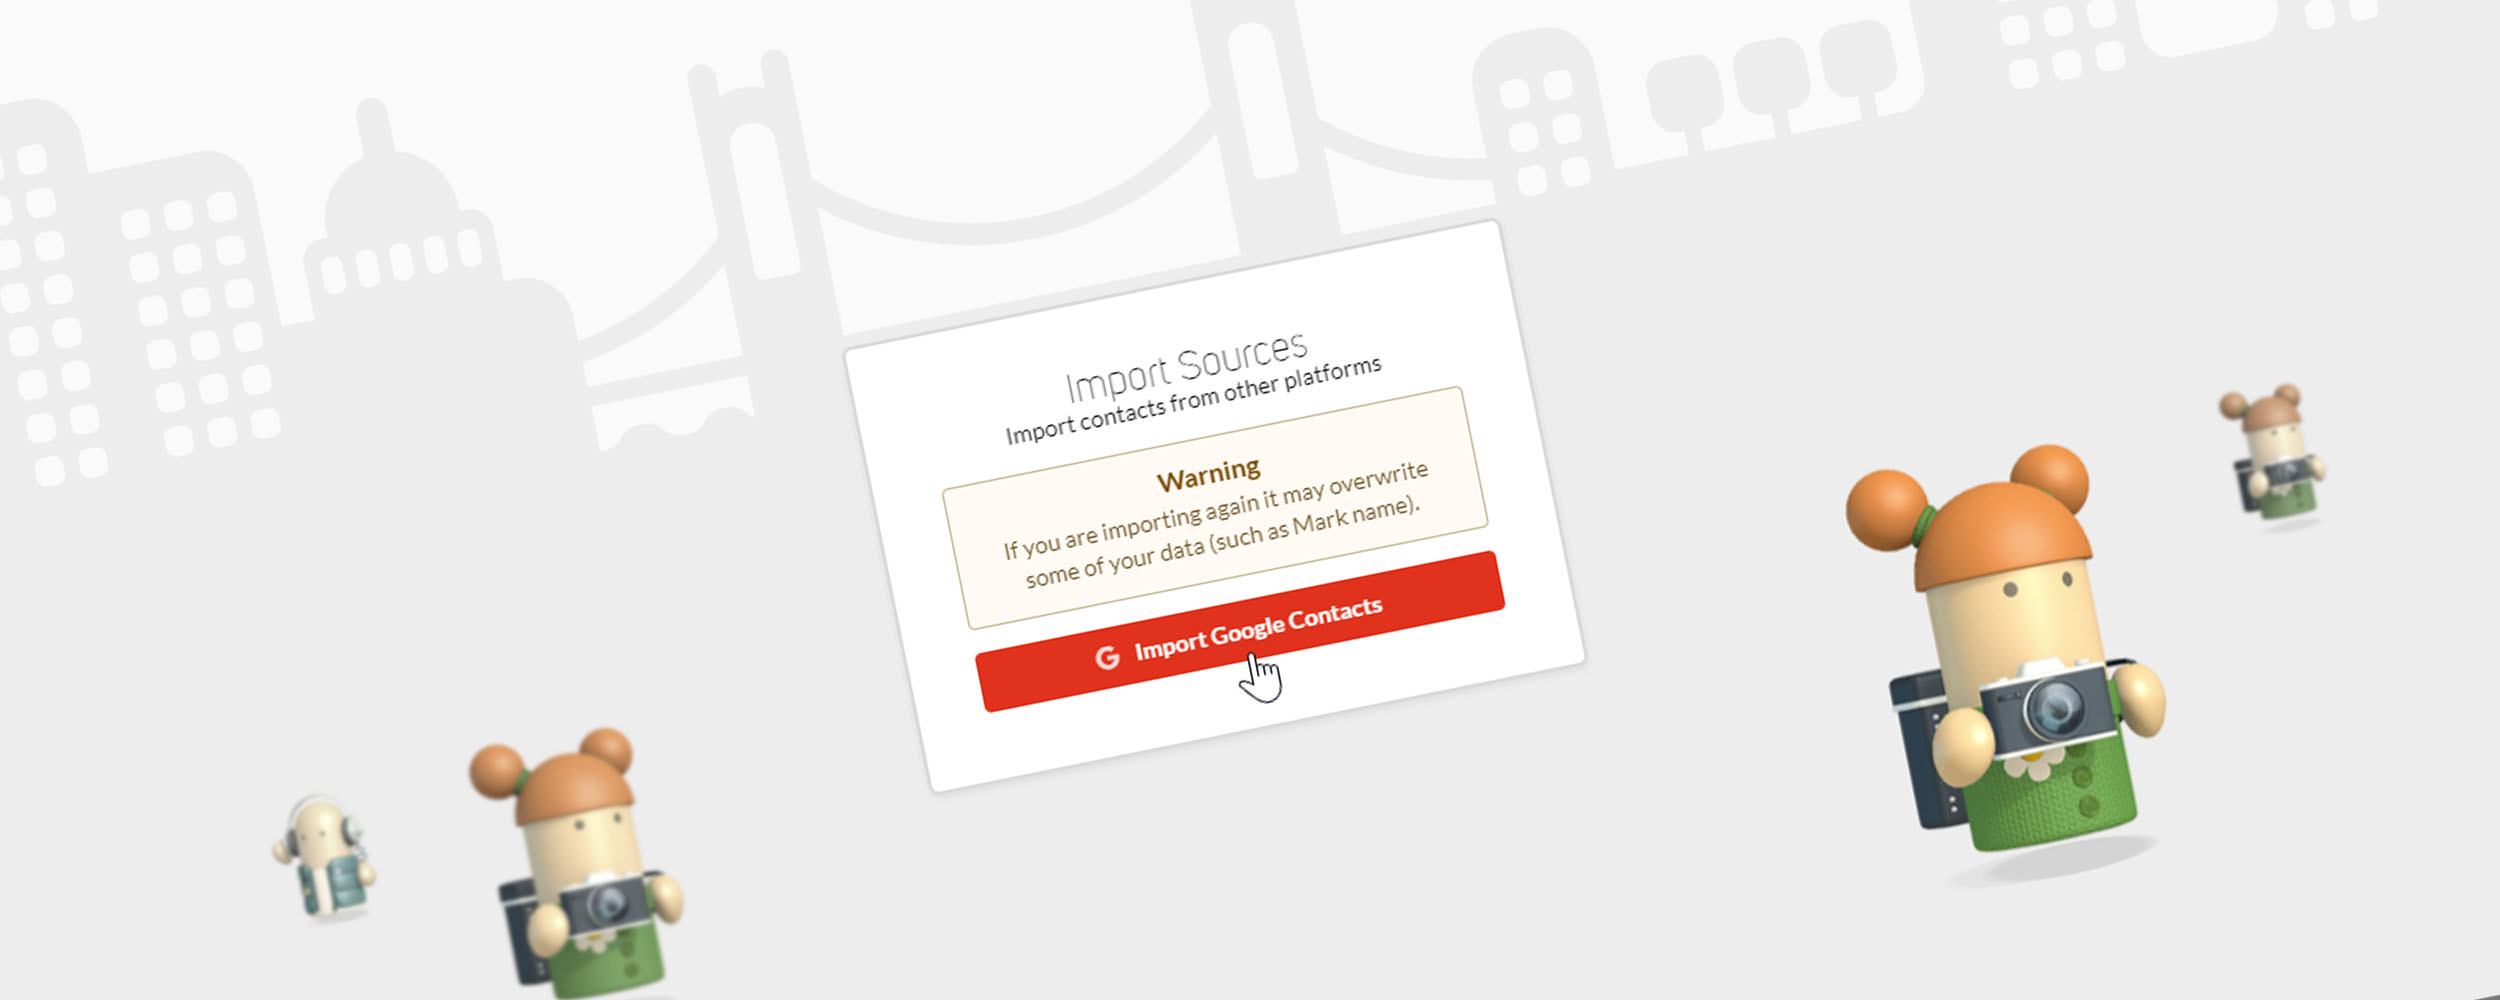 Import Sources
Import contacts from other platforms
Warning
If you are importing again it may overwrite
some of your data (such as Mark name).
Import Google Contacts